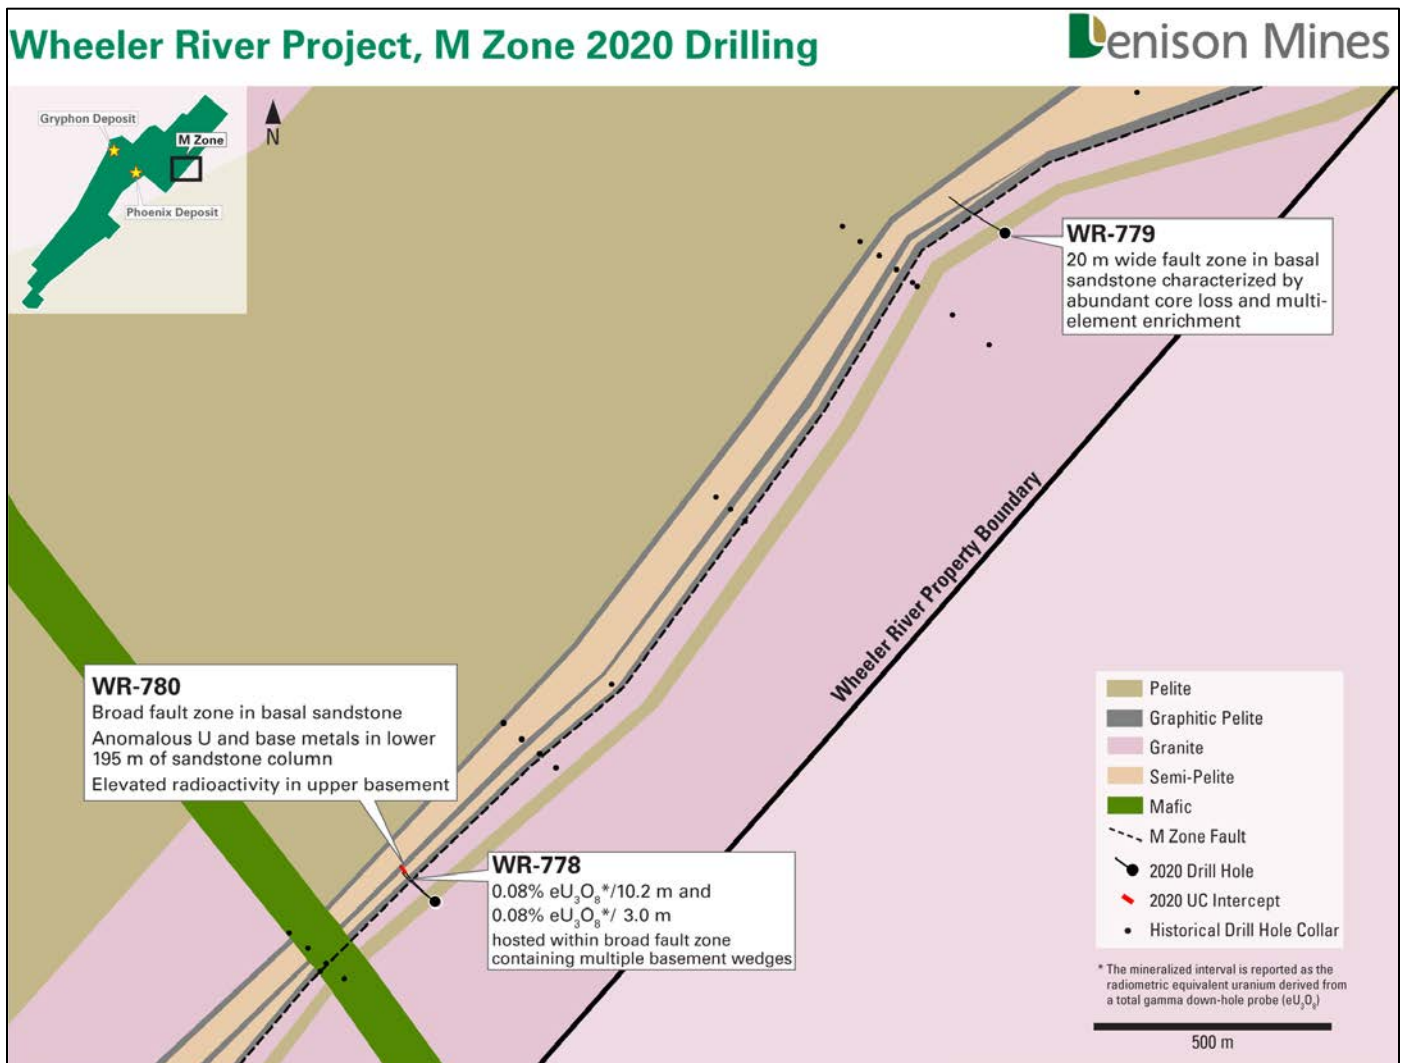 Wheeler River Project, M Zone 2020 Drilling
Denison Mines
Gryphon Deposit
M Zone
Phoenix Deposit
N
WR-779
20 m wide fault zone in basal
sandstone characterized by
abundant core loss and multi-
element enrichment
Wheeler River Property Boundary
WR-780
Broad fault zone in basal sandstone
Anomalous U and base metals in lower
195 m of sandstone column
Elevated radioactivity in upper basement
WR-778
0.08% eU₃O₈*/10.2 m and
0.08% eU₃O₈*/ 3.0 m
hosted within broad fault zone
containing multiple basement wedges
Pelite
Graphitic Pelite
Granite
Semi-Pelite
Mafic
M Zone Fault
2020 Drill Hole
2020 UC Intercept
Historical Drill Hole Collar
* The mineralized interval is reported as the
radiometric equivalent uranium derived from
a total gamma down-hole probe (eU₃O₈)
500 m